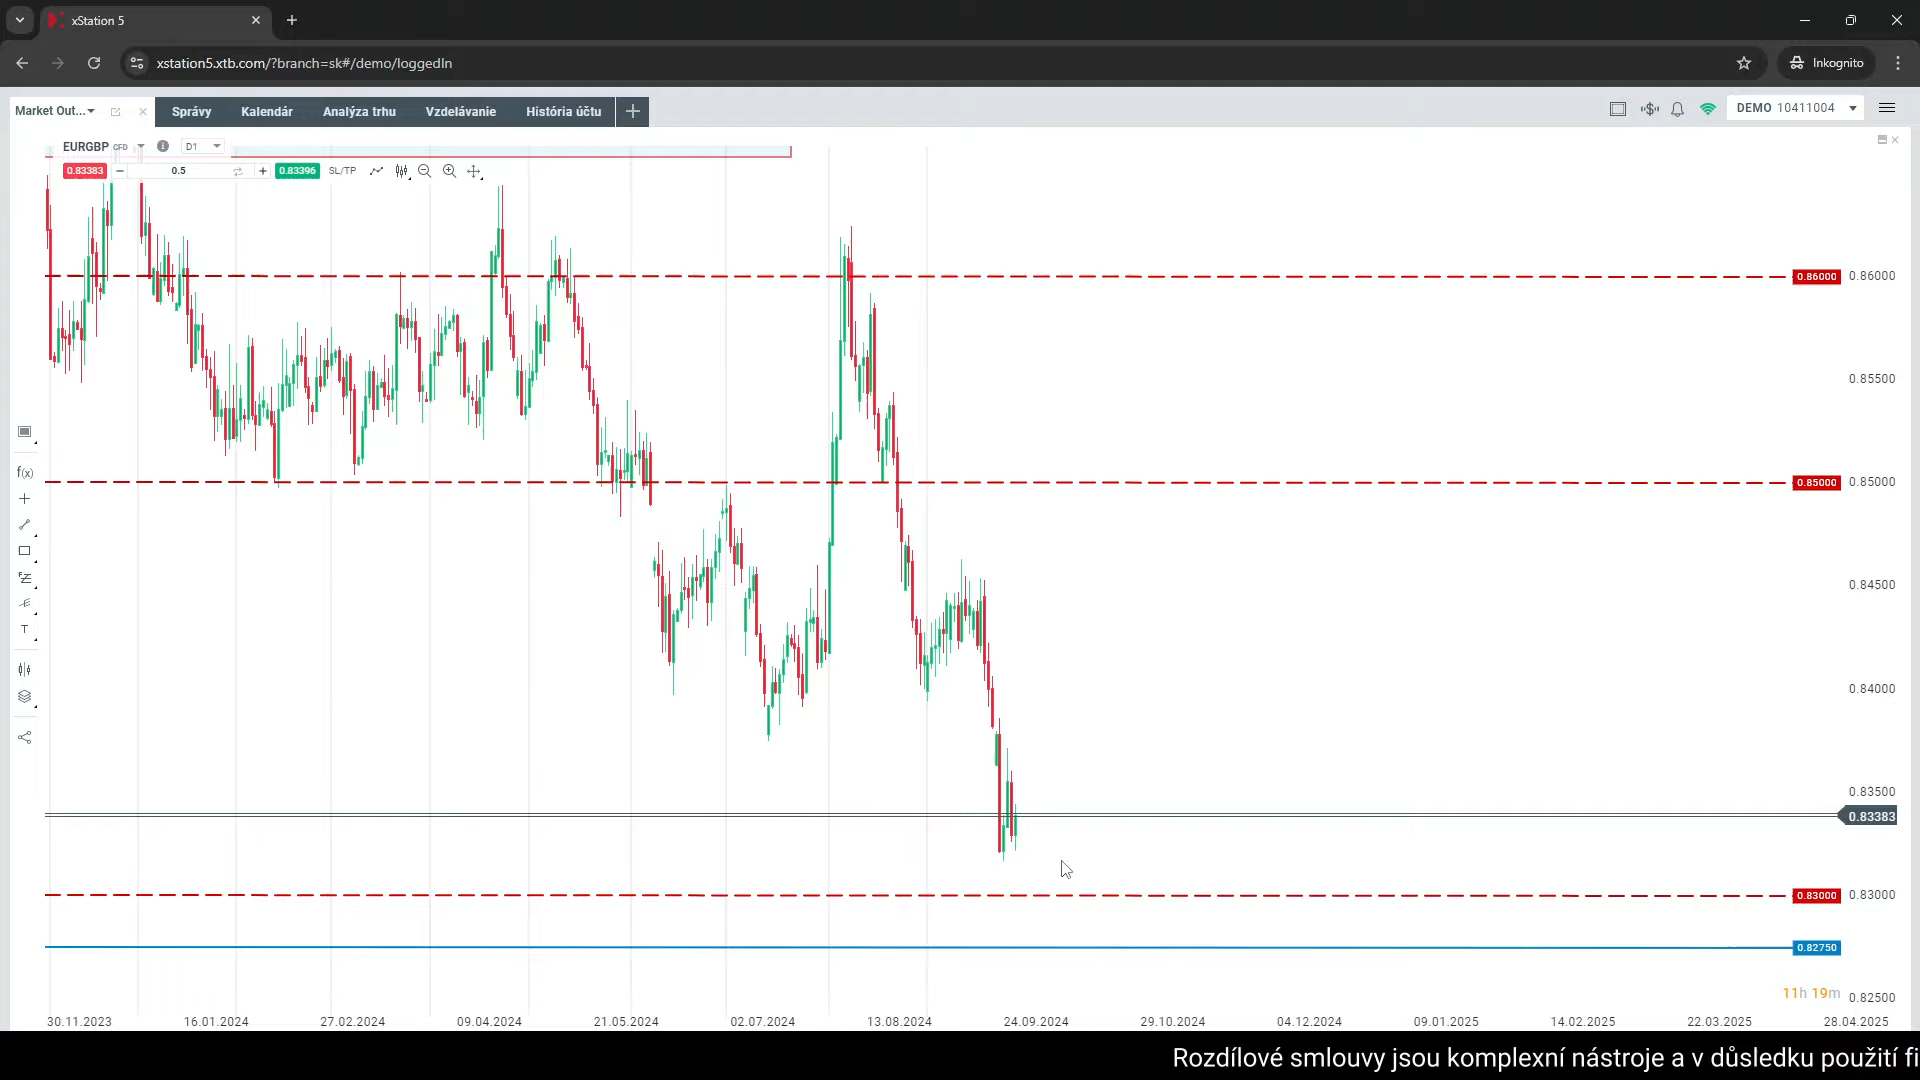 xStation 5
xstation5.xtb.com/?branch=sk#/demo/loggedIn
Inkognito
Market Out...
Správy
Kalendár
Analýza trhu
Vzdelávanie
História účtu
DEMO 10411004
EURGBP CFD
D1
0.83383
0.5
0.83396
SL/TP
0.86000
0.86000
0.85500
0.85000
0.85000
0.84500
0.84000
0.83500
0.83383
0.83000
0.83000
0.82750
11h 19m
0.82500
f(x)
T
30.11.2023
16.01.2024
27.02.2024
09.04.2024
21.05.2024
02.07.2024
13.08.2024
24.09.2024
29.10.2024
04.12.2024
09.01.2025
14.02.2025
22.03.2025
28.04.2025
Rozdílové smlouvy jsou komplexní nástroje a v důsledku použití fi